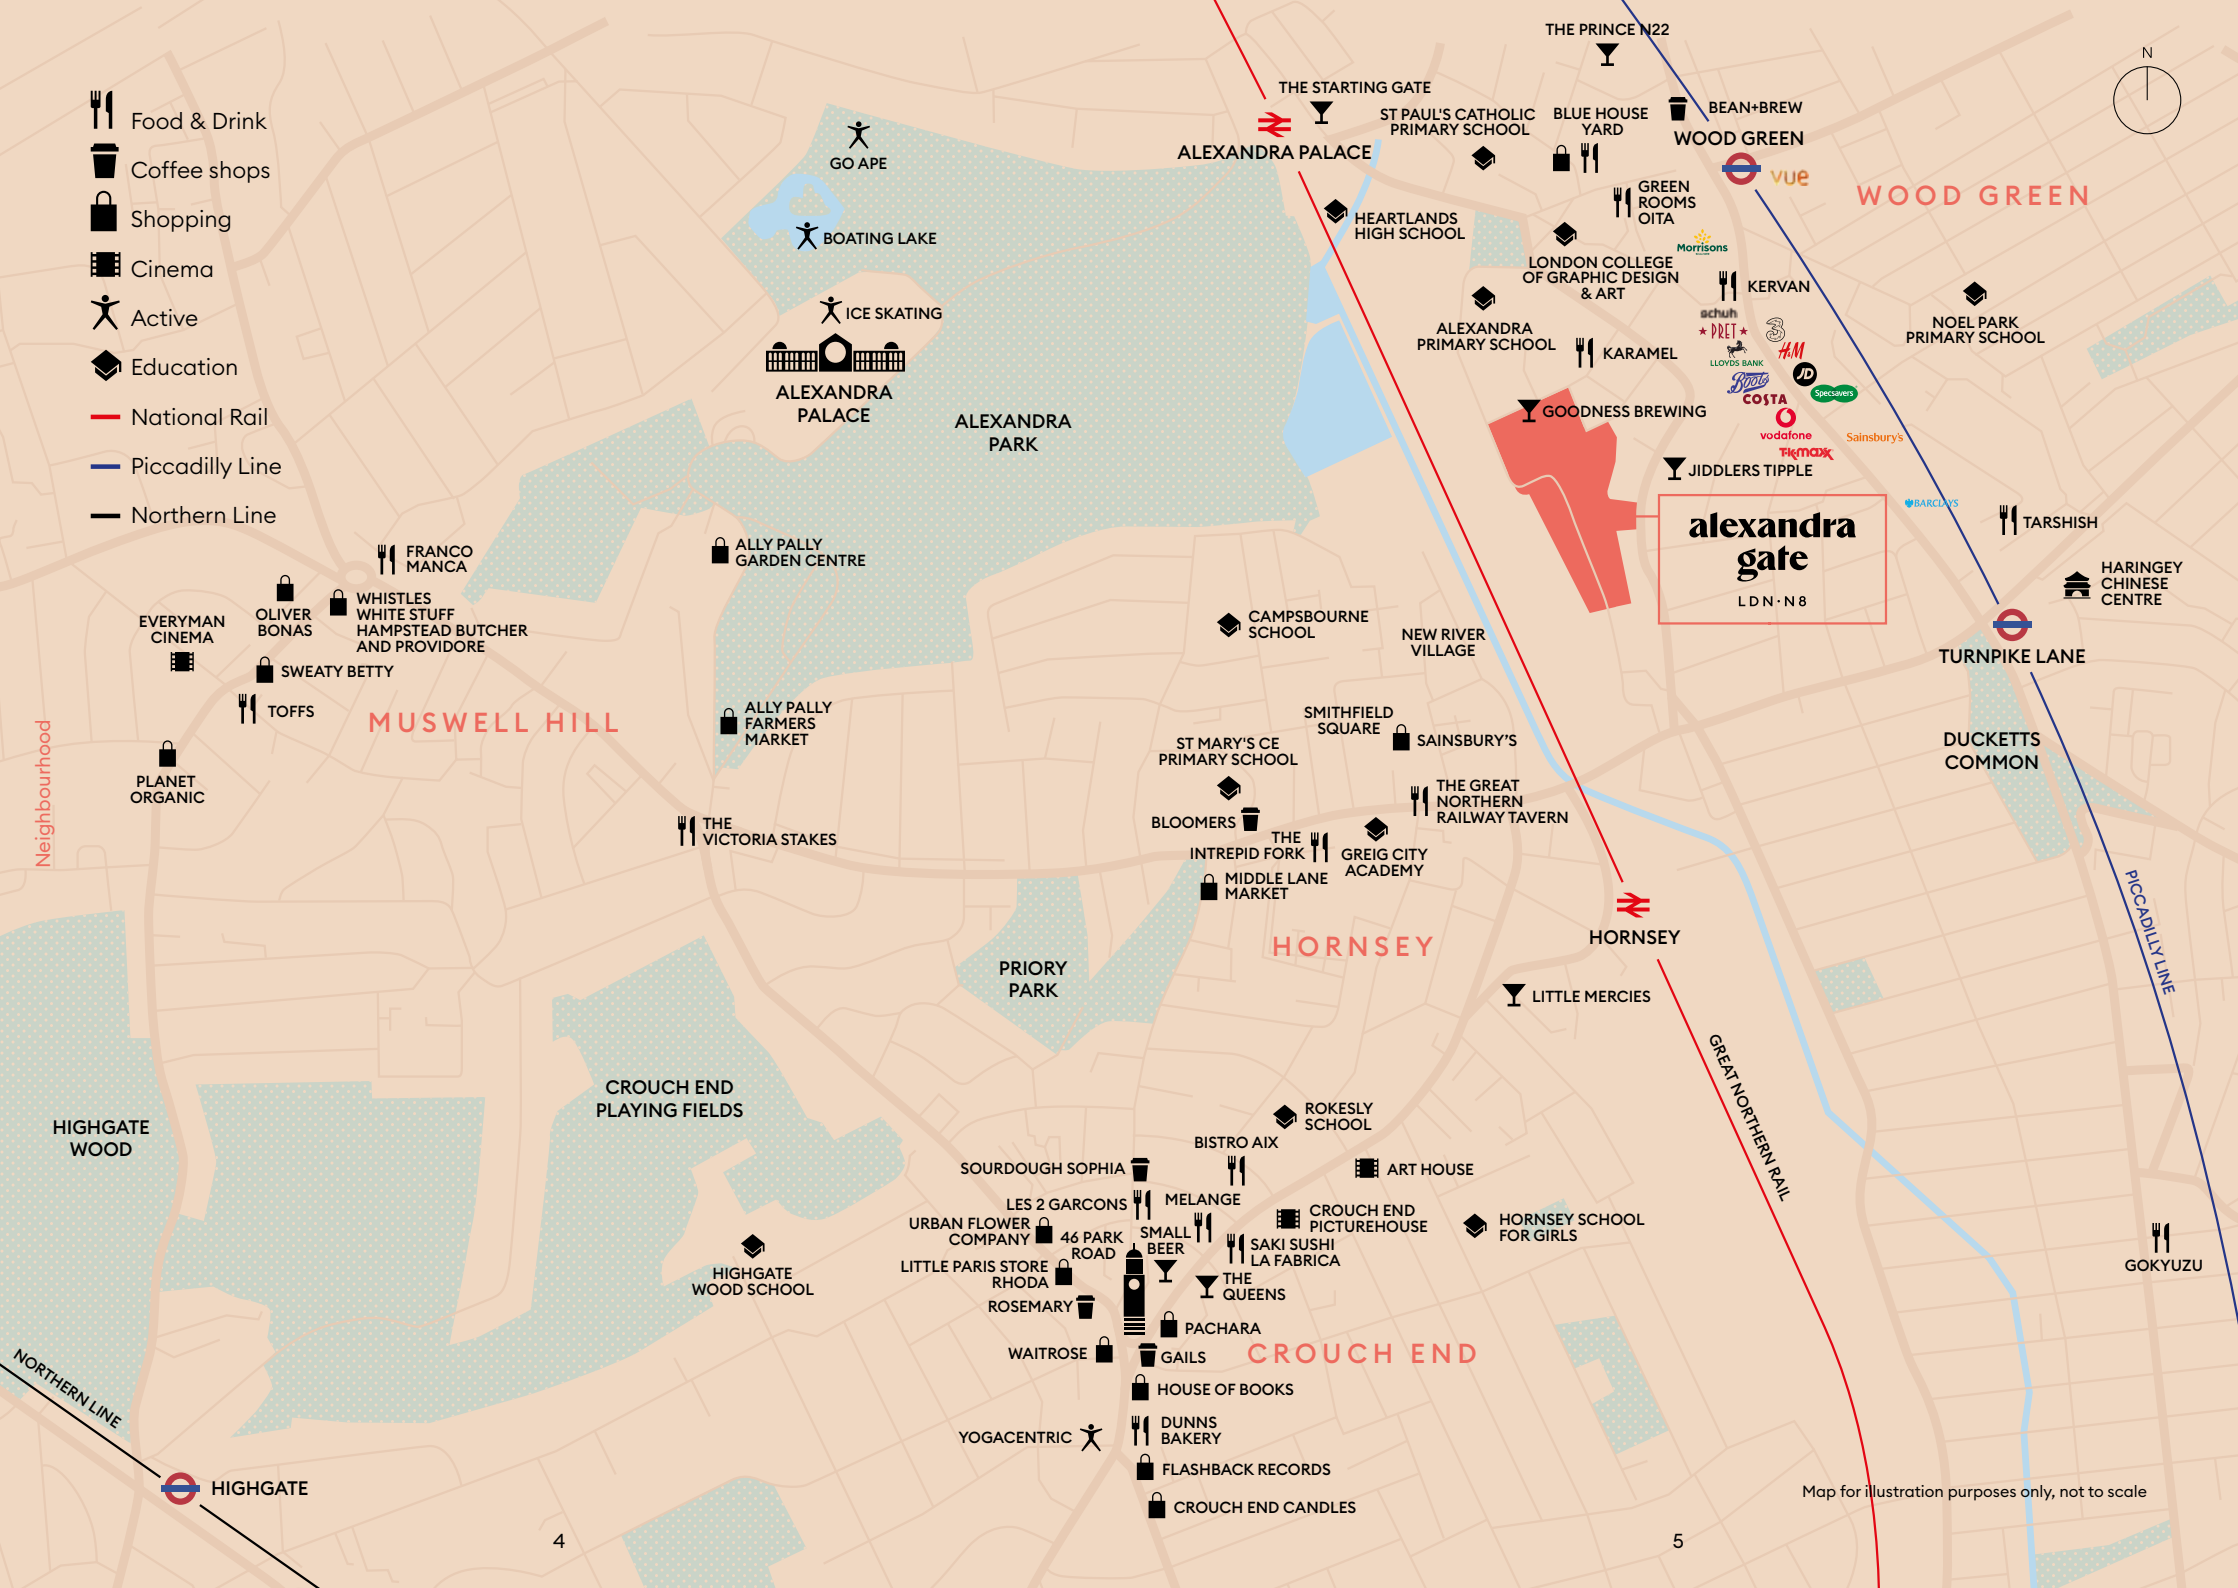 Food & Drink
Coffee shops
Shopping
Cinema
Active
Education
National Rail
Piccadilly Line
Northern Line
Neighbourhood
GO APE
BOATING LAKE
ICE SKATING
ALEXANDRA
PALACE
ALEXANDRA
PARK
THE STARTING GATE
ALEXANDRA PALACE
THE PRINCE N22
ST PAUL'S CATHOLIC
PRIMARY SCHOOL
BLUE HOUSE
YARD
BEAN+BREW
WOOD GREEN
vue
WOOD GREEN
N
HEARTLANDS
HIGH SCHOOL
GREEN
ROOMS
OITA
Morrisons
LONDON COLLEGE
OF GRAPHIC DESIGN
& ART
KERVAN
ALEXANDRA
PRIMARY SCHOOL
KARAMEL
NOEL PARK
PRIMARY SCHOOL
schuh
PRET
3
LLOYDS BANK
H&M
Boots
JD
COSTA
Specsavers
vodafone
Sainsbury's
TK maxx
GOODNESS BREWING
JIDDLERS TIPPLE
BARCLAYS
alexandra
gate
LDN·N8
TARSHISH
HARINGEY
CHINESE
CENTRE
TURNPIKE LANE
DUCKETTS
COMMON
PICCADILLY LINE
FRANCO
MANCA
OLIVER
BONAS
WHISTLES
WHITE STUFF
HAMPSTEAD BUTCHER
AND PROVIDORE
EVERYMAN
CINEMA
SWEATY BETTY
TOFFS
PLANET
ORGANIC
MUSWELL HILL
ALLY PALLY
GARDEN CENTRE
ALLY PALLY
FARMERS
MARKET
THE
VICTORIA STAKES
CAMPSBOURNE
SCHOOL
NEW RIVER
VILLAGE
SMITHFIELD
SQUARE
SAINSBURY'S
ST MARY'S CE
PRIMARY SCHOOL
THE GREAT
NORTHERN
RAILWAY TAVERN
BLOOMERS
THE
INTREPID FORK
GREIG CITY
ACADEMY
MIDDLE LANE
MARKET
HORNSEY
HORNSEY
LITTLE MERCIES
GREAT NORTHERN RAIL
PRIORY
PARK
CROUCH END
PLAYING FIELDS
HIGHGATE
WOOD
HIGHGATE
WOOD SCHOOL
ROKESLY
SCHOOL
BISTRO AIX
SOURDOUGH SOPHIA
ART HOUSE
LES 2 GARCONS
MELANGE
URBAN FLOWER
COMPANY
46 PARK
ROAD
SMALL
BEER
CROUCH END
PICTUREHOUSE
HORNSEY SCHOOL
FOR GIRLS
SAKI SUSHI
LA FABRICA
LITTLE PARIS STORE
RHODA
THE
QUEENS
ROSEMARY
PACHARA
WAITROSE
GAILS
CROUCH END
HOUSE OF BOOKS
YOGACENTRIC
DUNNS
BAKERY
FLASHBACK RECORDS
CROUCH END CANDLES
GOKYUZU
NORTHERN LINE
HIGHGATE
Map for illustration purposes only, not to scale
4
5